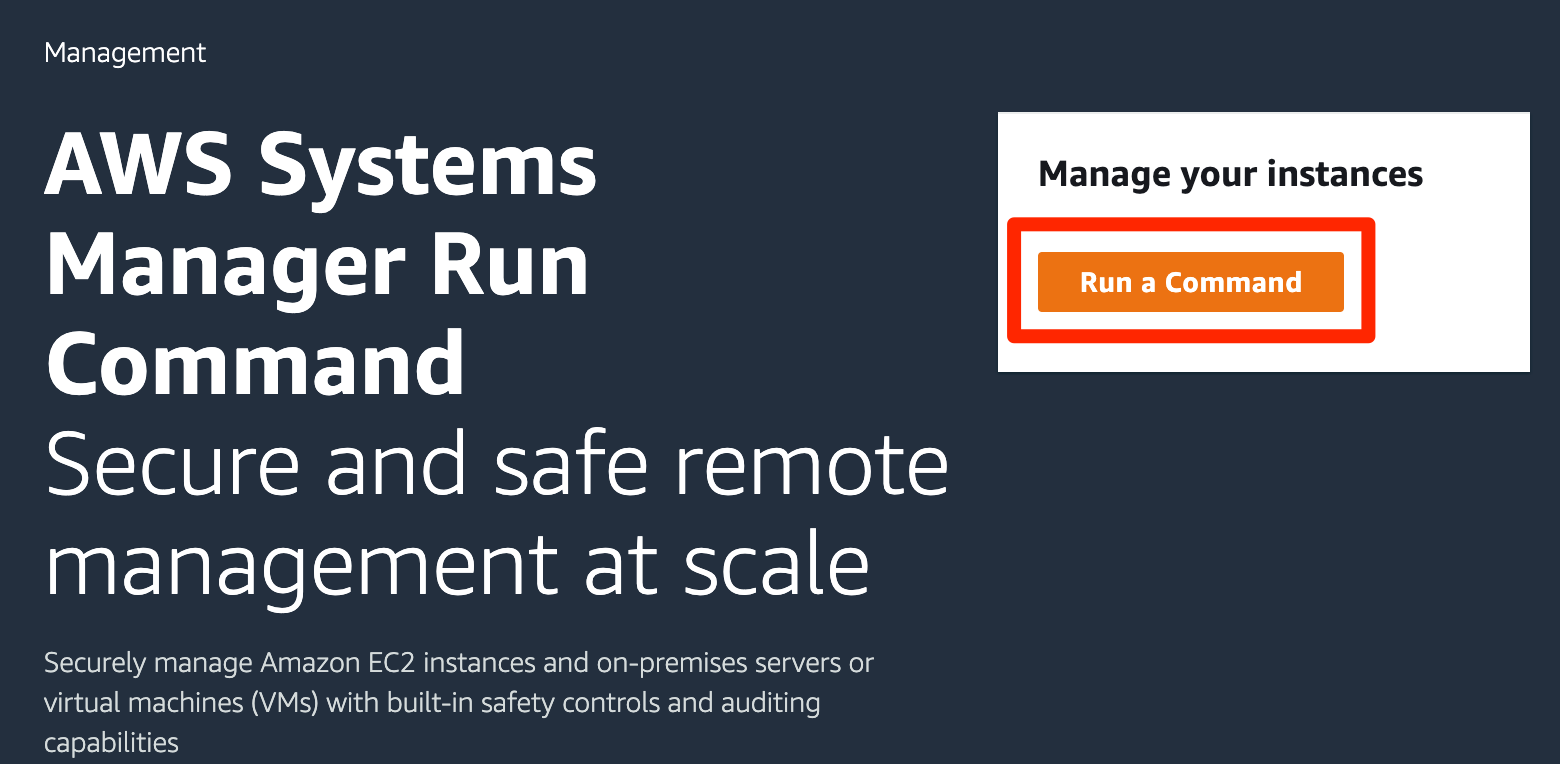 Management
AWS Systems
Manager Run
Command
Secure and safe remote
management at scale
Securely manage Amazon EC2 instances and on-premises servers or
virtual machines (VMs) with built-in safety controls and auditing
capabilities
Manage your instances
Run a Command